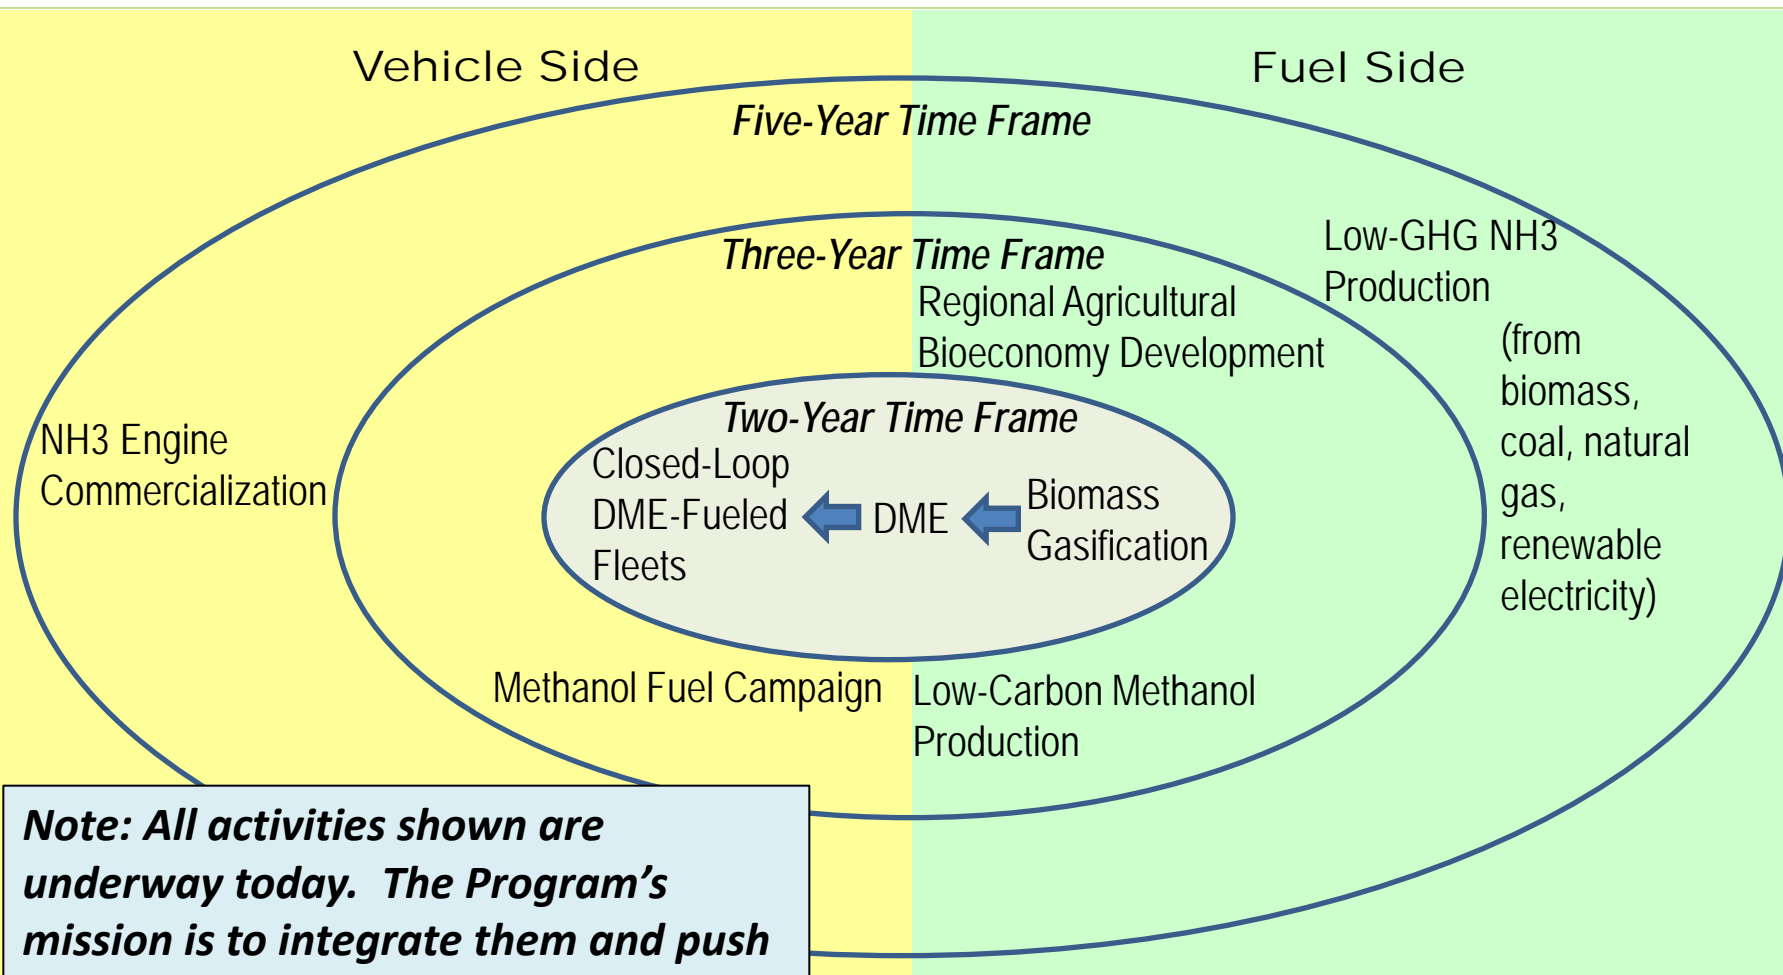 Vehicle Side
Fuel Side
Five-Year Time Frame
Three-Year Time Frame
Regional Agricultural
Bioeconomy Development
Low-GHG NH3
Production
(from
biomass,
coal, natural
gas,
renewable
electricity)
NH3 Engine
Commercialization
Two-Year Time Frame
Closed-Loop
DME-Fueled
Fleets
DME
Biomass
Gasification
Methanol Fuel Campaign
Low-Carbon Methanol
Production
Note: All activities shown are
underway today. The Program's
mission is to integrate them and push